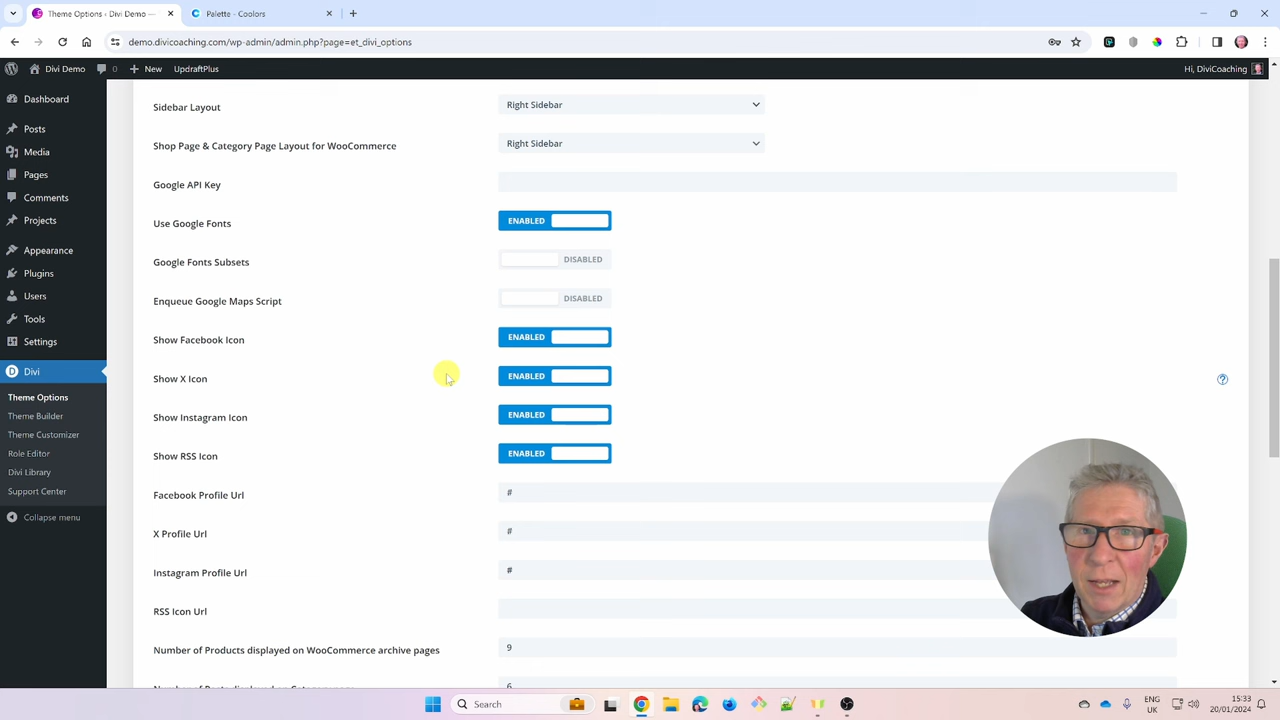 Theme Options ‹ Divi Demo —
Palette - Coolors
demo.divicoaching.com/wp-admin/admin.php?page=et_divi_options
Divi Demo
0
New
UpdraftPlus
Hi, DiviCoaching
Dashboard
Posts
Media
Pages
Comments
Projects
Appearance
Plugins
Users
Tools
Settings
Divi
Theme Options
Theme Builder
Theme Customizer
Role Editor
Divi Library
Support Center
Collapse menu
Sidebar Layout
Right Sidebar
Shop Page & Category Page Layout for WooCommerce
Right Sidebar
Google API Key
Use Google Fonts
ENABLED
Google Fonts Subsets
DISABLED
Enqueue Google Maps Script
DISABLED
Show Facebook Icon
ENABLED
Show X Icon
ENABLED
Show Instagram Icon
ENABLED
Show RSS Icon
ENABLED
Facebook Profile Url
#
X Profile Url
#
Instagram Profile Url
#
RSS Icon Url
Number of Products displayed on WooCommerce archive pages
9
Search
ENG
UK
15:33
20/01/2024